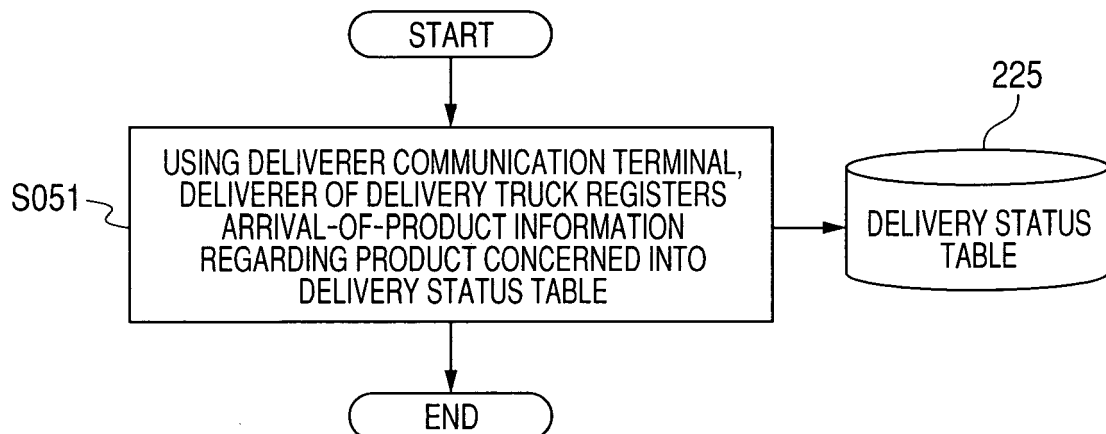 START
225
S051
USING DELIVERER COMMUNICATION TERMINAL,
DELIVERER OF DELIVERY TRUCK REGISTERS
ARRIVAL-OF-PRODUCT INFORMATION
REGARDING PRODUCT CONCERNED INTO
DELIVERY STATUS TABLE
DELIVERY STATUS
TABLE
END